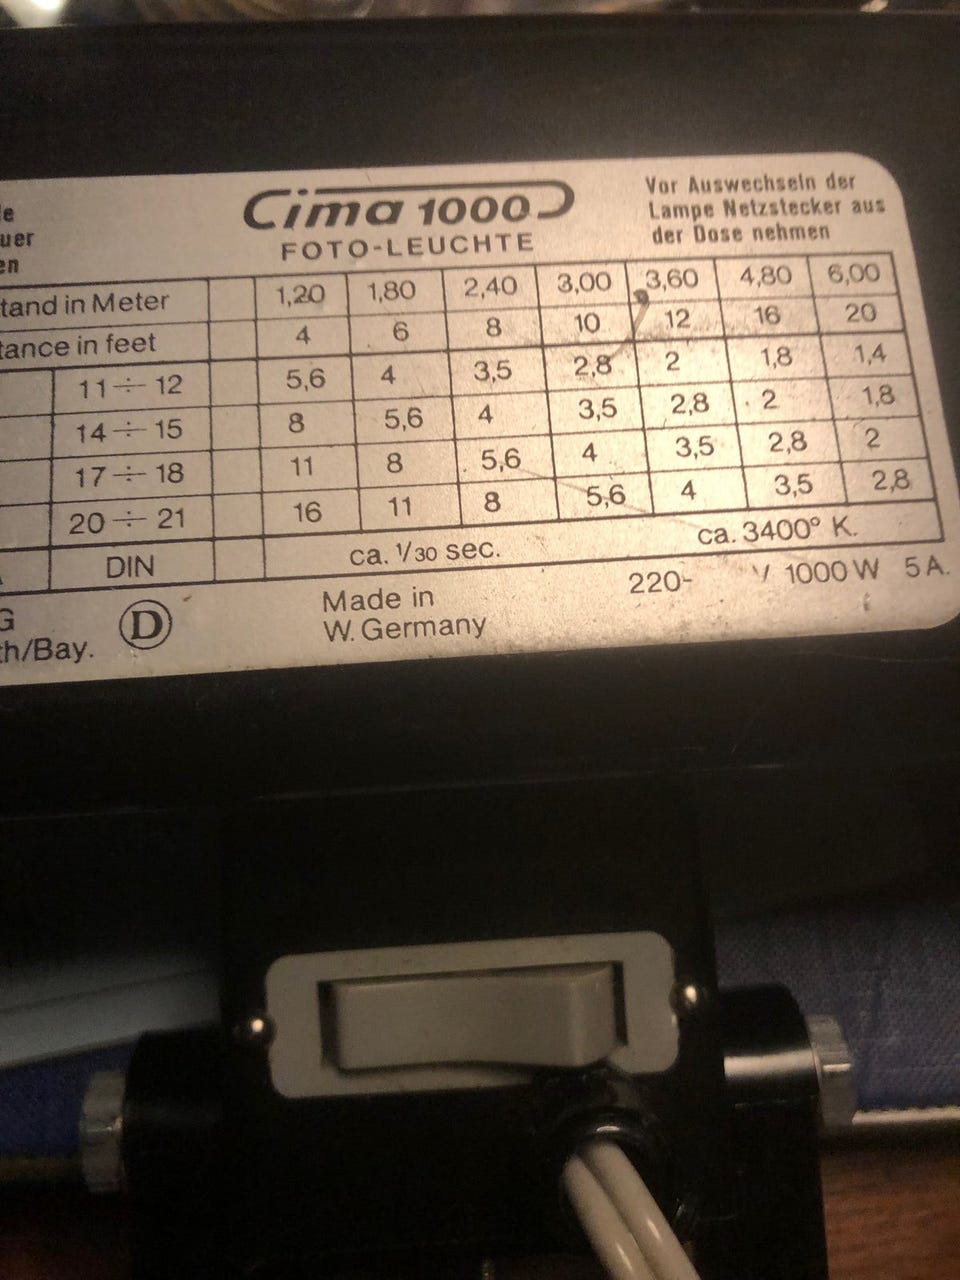 Cima 1000
FOTO-LEUCHTE
Vor Auswechseln der
Lampe Netzstecker aus
der Dose nehmen
in Meter 1,20 1,80 2,40 3,00 3,60 4,80 6,00
in feet 4 6 8 10 12 16 20
11 ÷ 12 5,6 4 3,5 2,8 2 1,8 1,4
14 ÷ 15 8 5,6 4 3,5 2,8 2 1,8
17 ÷ 18 11 8 5,6 4 3,5 2,8 2
20 ÷ 21 16 11 8 5,6 4 3,5 2,8
DIN ca. 1/30 sec. ca. 3400° K.
D Made in 220- V 1000 W 5 A.
/Bay. W. Germany